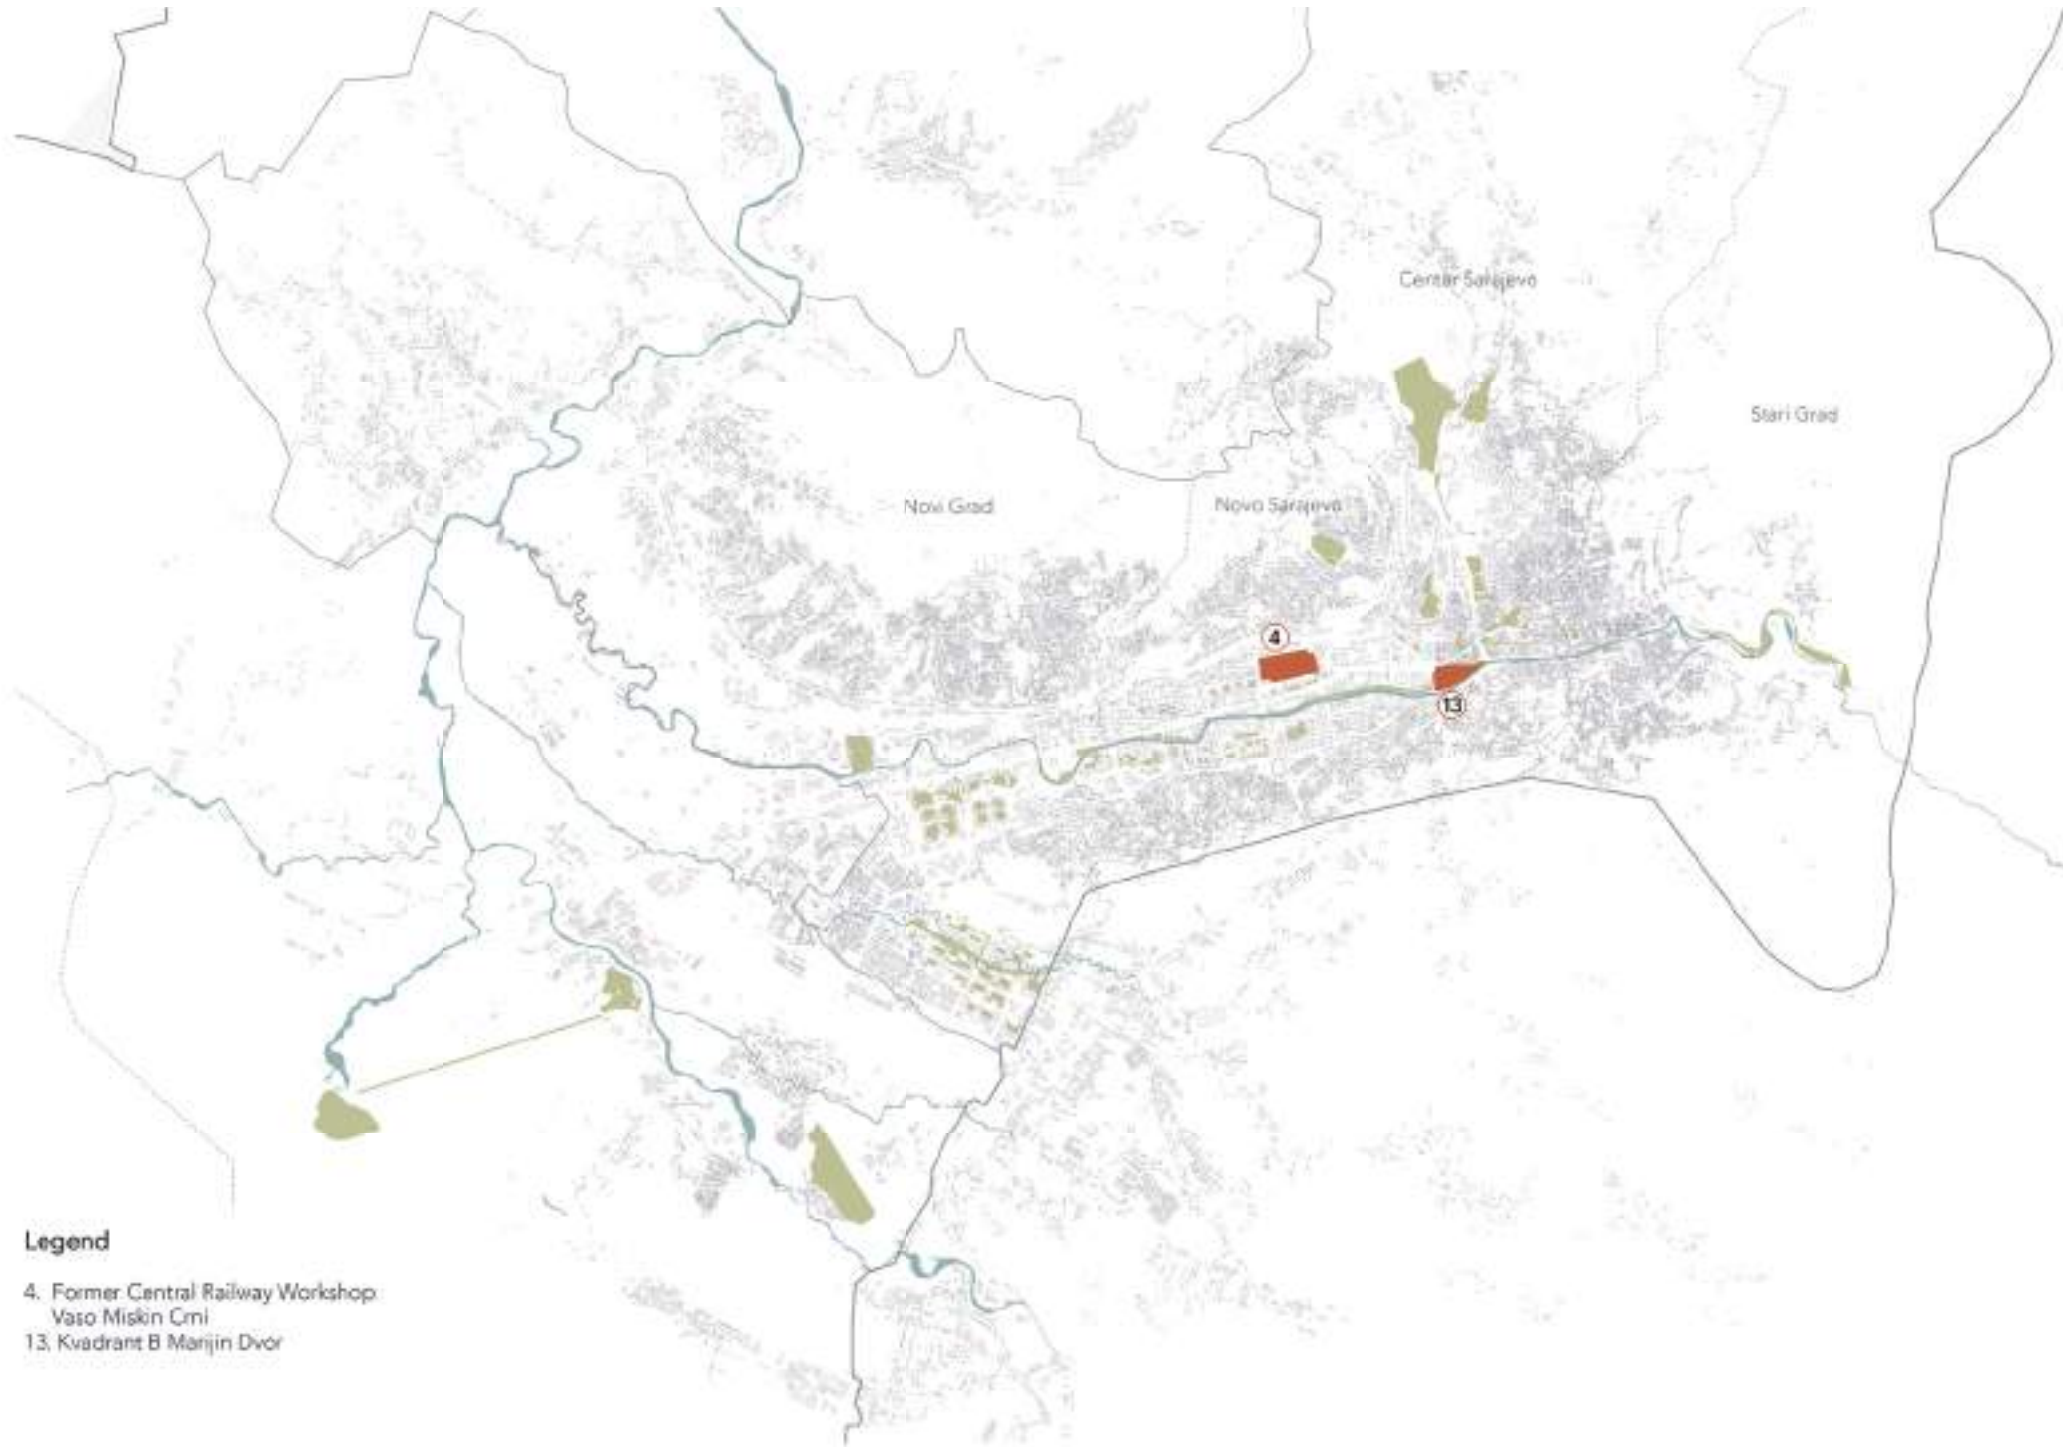 Centar Sarajevo
Stari Grad
Novi Grad
Novo Sarajevo
4
13
Legend
4. Former Central Railway Workshop
Vaso Miskin Crni
13. Kvadrant B Marijin Dvor